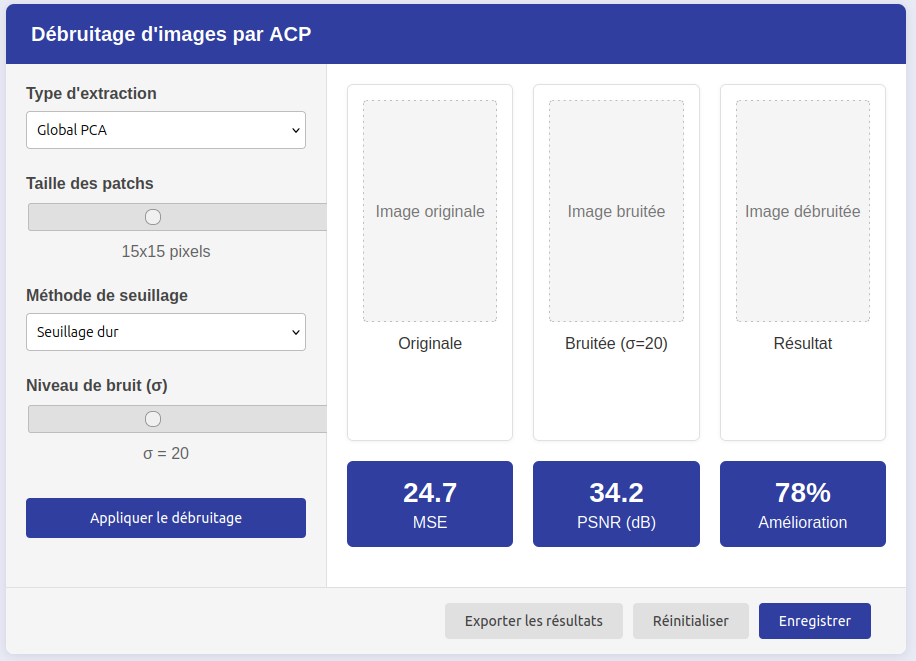 Débruitage d'images par ACP
Type d'extraction
Global PCA
Taille des patchs
15x15 pixels
Méthode de seuillage
Seuillage dur
Niveau de bruit (σ)
σ = 20
Appliquer le débruitage
Image originale
Originale
Image bruitée
Bruitée (σ=20)
Image débruitée
Résultat
24.7
MSE
34.2
PSNR (dB)
78%
Amélioration
Exporter les résultats
Réinitialiser
Enregistrer